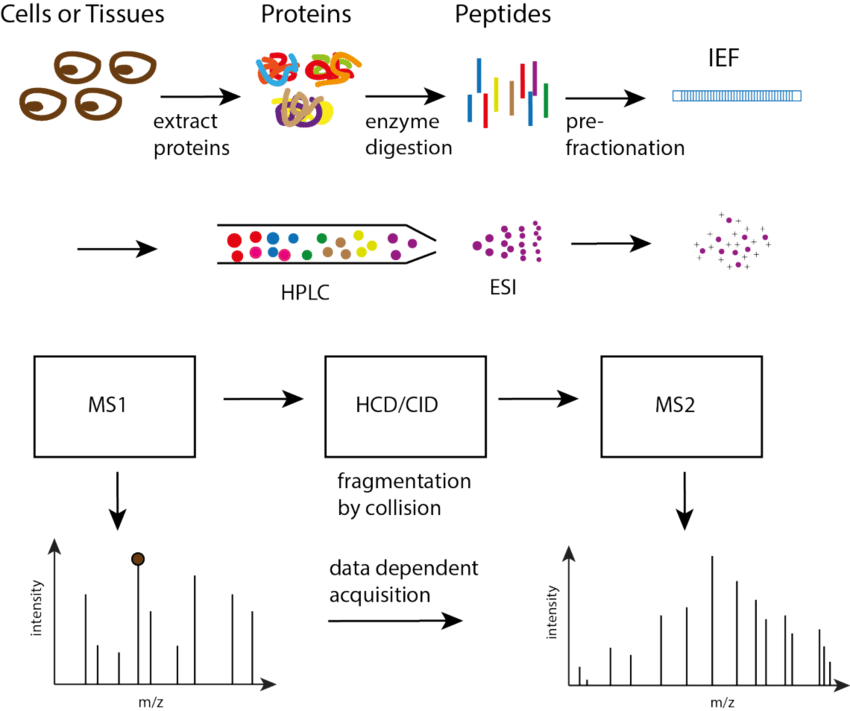 Cells or Tissues
Proteins
Peptides
IEF
extract
proteins
enzyme
digestion
pre-
fractionation
HPLC
ESI
MS1
HCD/CID
MS2
fragmentation
by collision
data dependent
acquisition
intensity
m/z
intensity
m/z